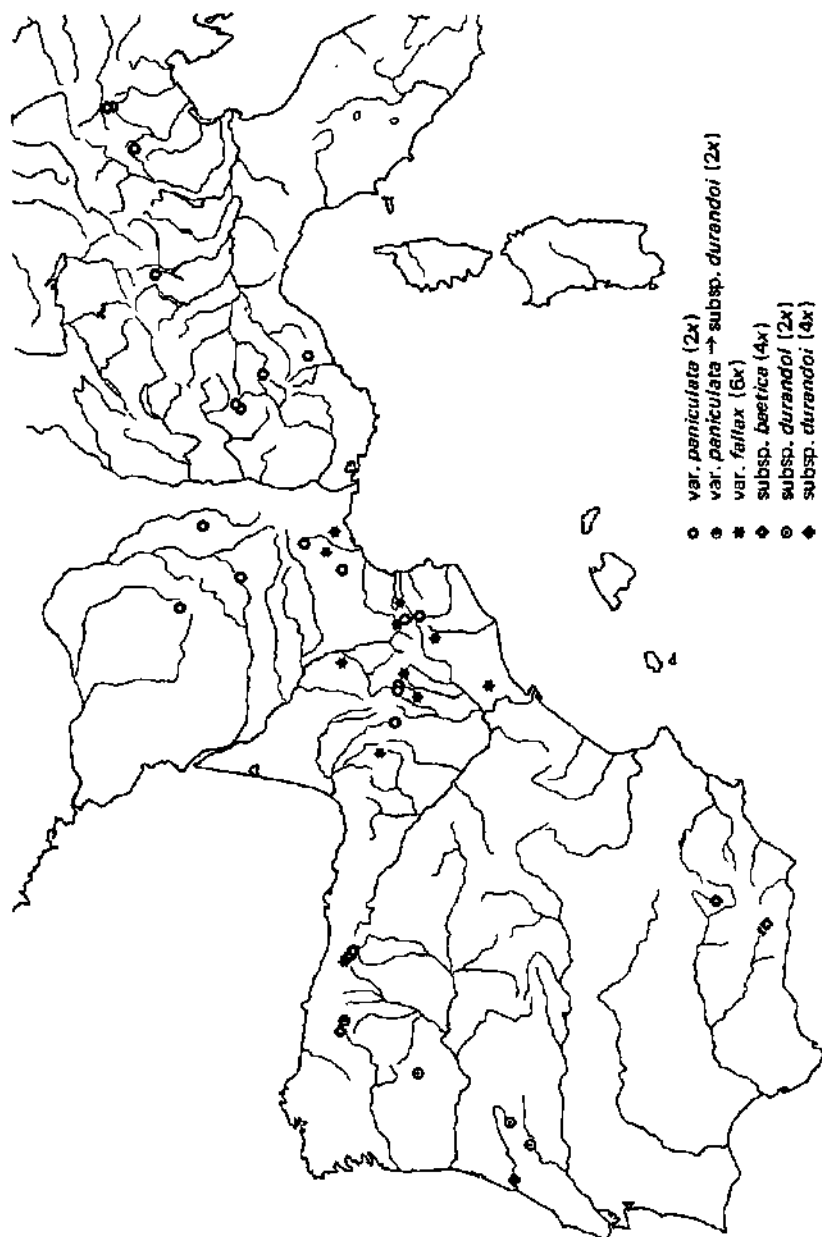 var. paniculata (2x)
var. paniculata → subsp. durandoi (2x)
var. fallax (6x)
subsp. baetica (4x)
subsp. durandoi (2x)
subsp. durandoi (4x)